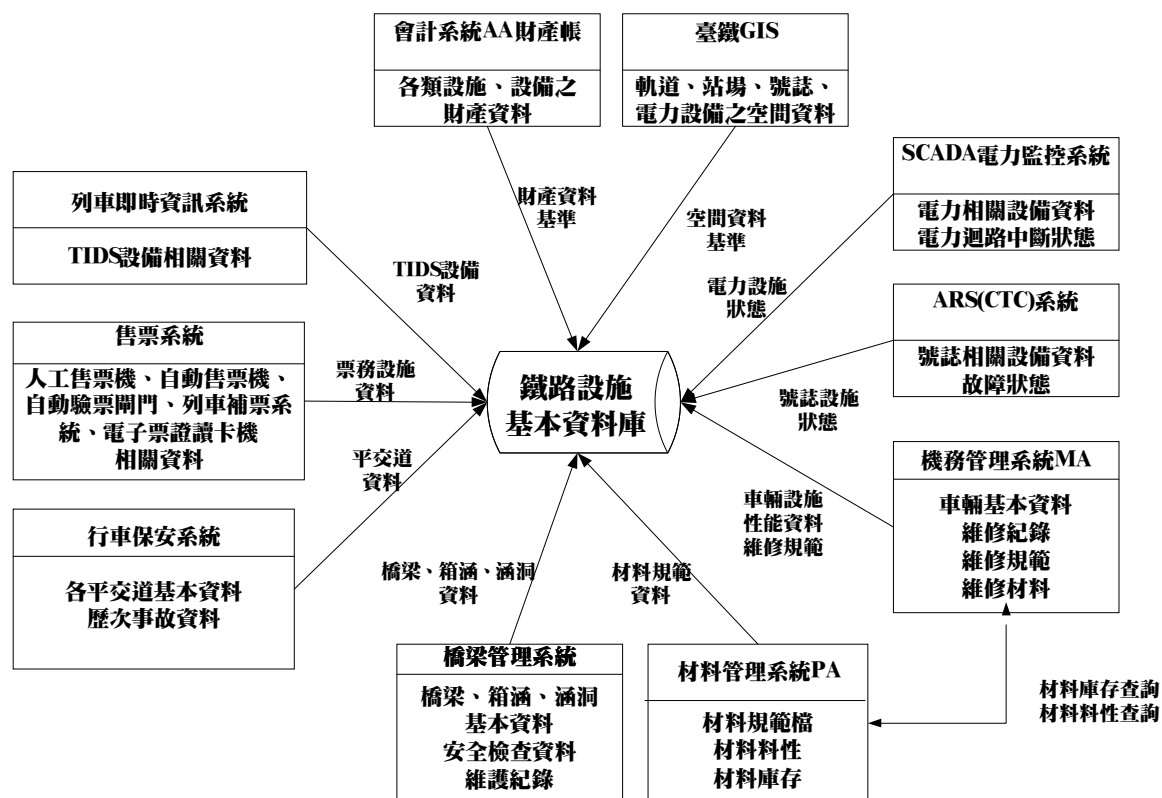 會計系統AA財產帳
各類設施、設備之
財產資料
臺鐵GIS
軌道、站場、號誌、
電力設備之空間資料
SCADA電力監控系統
電力相關設備資料
電力迴路中斷狀態
列車即時資訊系統
TIDS設備相關資料
財產資料
基準
空間資料
基準
TIDS設備
資料
電力設施
狀態
ARS(CTC)系統
號誌相關設備資料
故障狀態
售票系統
人工售票機、自動售票機、
自動驗票閘門、列車補票系
統、電子票證讀卡機
相關資料
票務設施
資料
鐵路設施
基本資料庫
號誌設施
狀態
平交道
資料
機務管理系統MA
車輛基本資料
維修紀錄
維修規範
維修材料
車輛設施
性能資料
維修規範
行車保安系統
各平交道基本資料
歷次事故資料
橋梁、箱涵、涵洞
資料
材料規範
資料
橋梁管理系統
橋梁、箱涵、涵洞
基本資料
安全檢查資料
維護紀錄
材料管理系統PA
材料規範檔
材料料性
材料庫存
材料庫存查詢
材料料性查詢